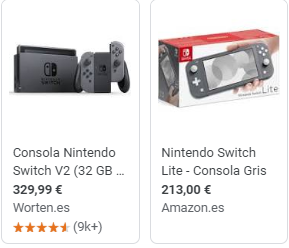 Consola Nintendo
Switch V2 (32 GB ...
329,99 €
Worten.es
(9k+)
Nintendo Switch
Lite - Consola Gris
213,00 €
Amazon.es
Lite